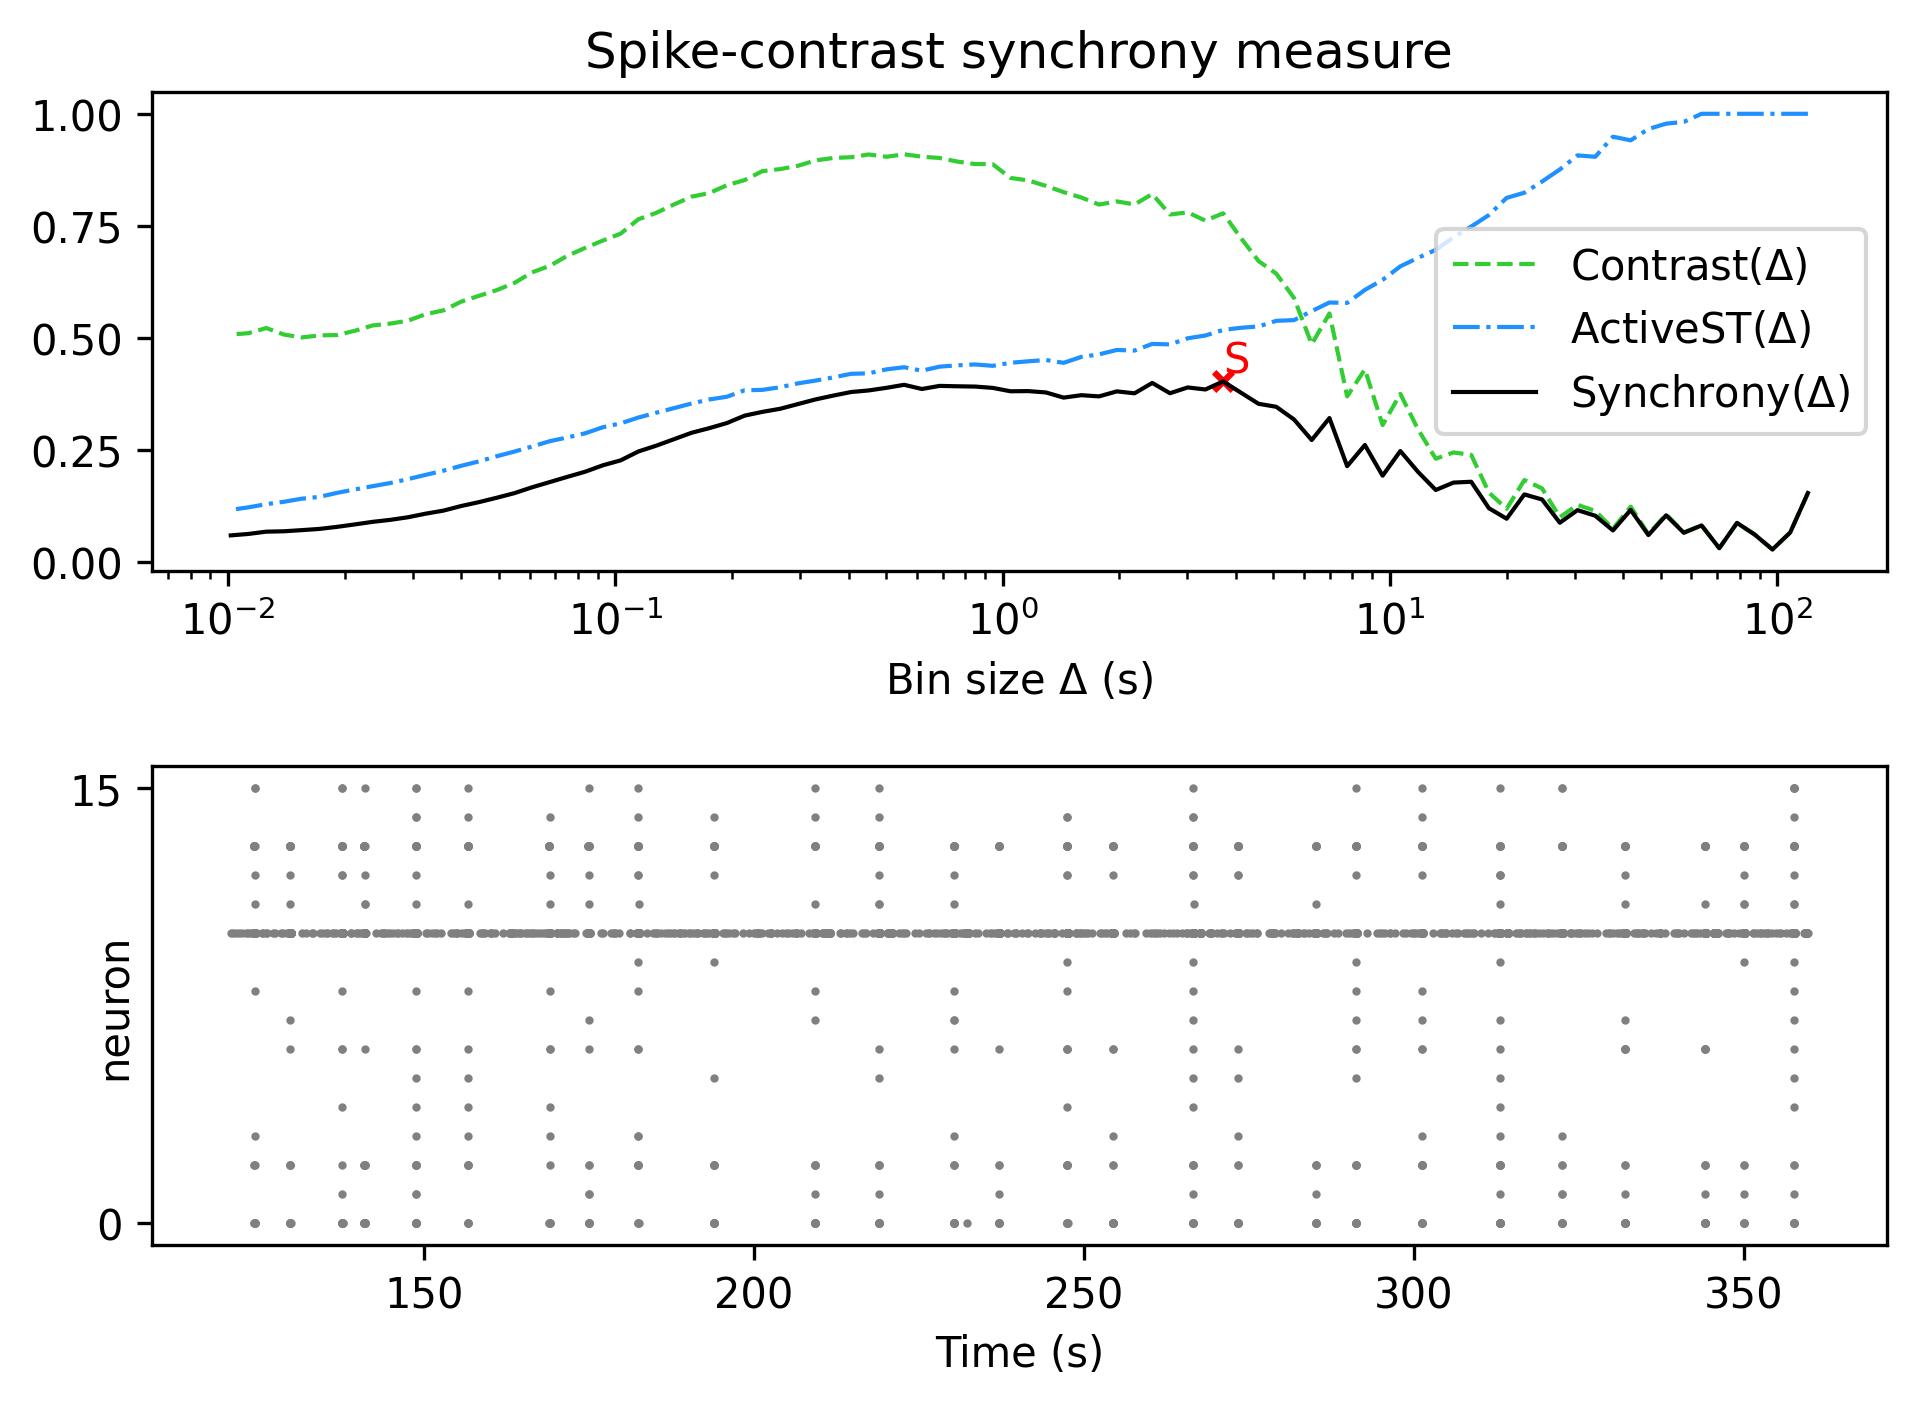 Spike-contrast synchrony measure
1.00
0.75
0.50
0.25
0.00
S
Contrast(Δ)
ActiveST(Δ)
Synchrony(Δ)
10⁻² 10⁻¹ 10⁰ 10¹ 10²
Bin size Δ (s)
15
0
neuron
150 200 250 300 350
Time (s)